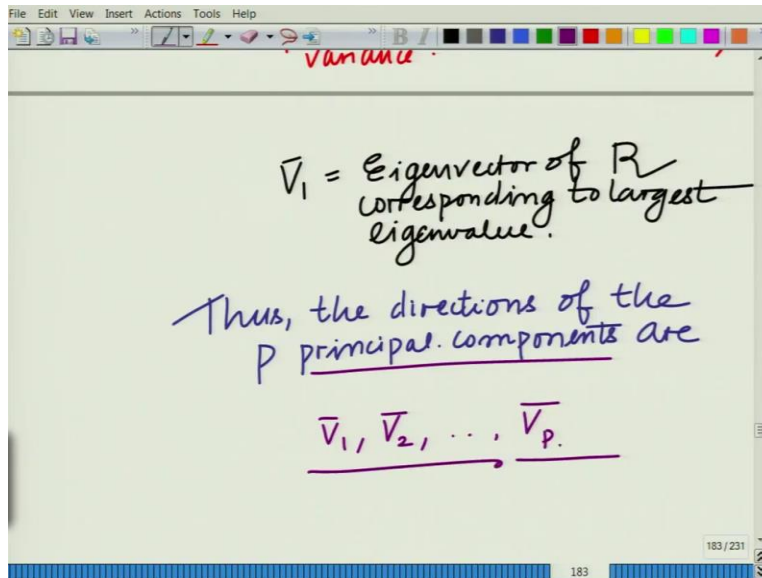 File Edit View Insert Actions Tools Help
B I
variance.
V̄₁ = Eigenvector of R
corresponding to largest
eigenvalue.
Thus, the directions of the
P principal. components are
V̄₁, V̄₂, ..., V̄p.
183 / 231
183